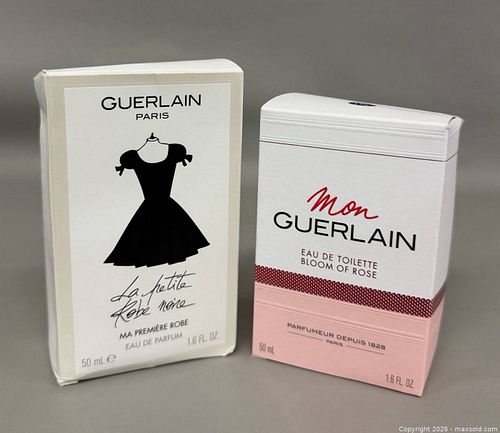 GUERLAIN
PARIS
La petite
Robe noire
MA PREMIÈRE ROBE
EAU DE PARFUM
50 mL e 1.6 FL. OZ.
Mon
GUERLAIN
EAU DE TOILETTE
BLOOM OF ROSE
PARFUMEUR DEPUIS 1828
PARIS
50 mL 1.6 FL. OZ.
Copyright 2026 - maxsold.com